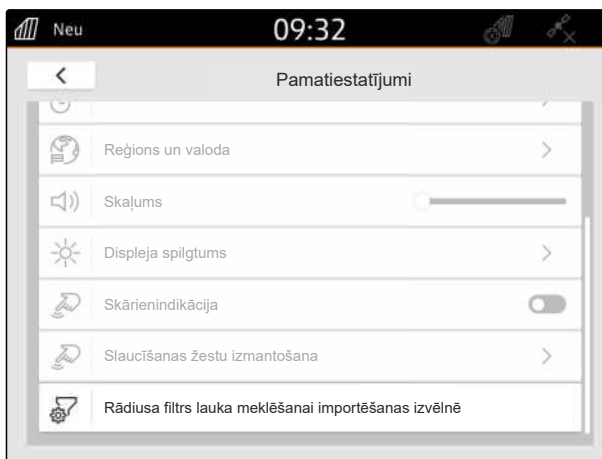 Neu
09:32
Pamatiestatījumi
Reģions un valoda
Skaļums
Displeja spilgtums
Skārienindikācija
Slaucīšanas žestu izmantošana
Rādiusa filtrs lauka meklēšanai importēšanas izvēlnē